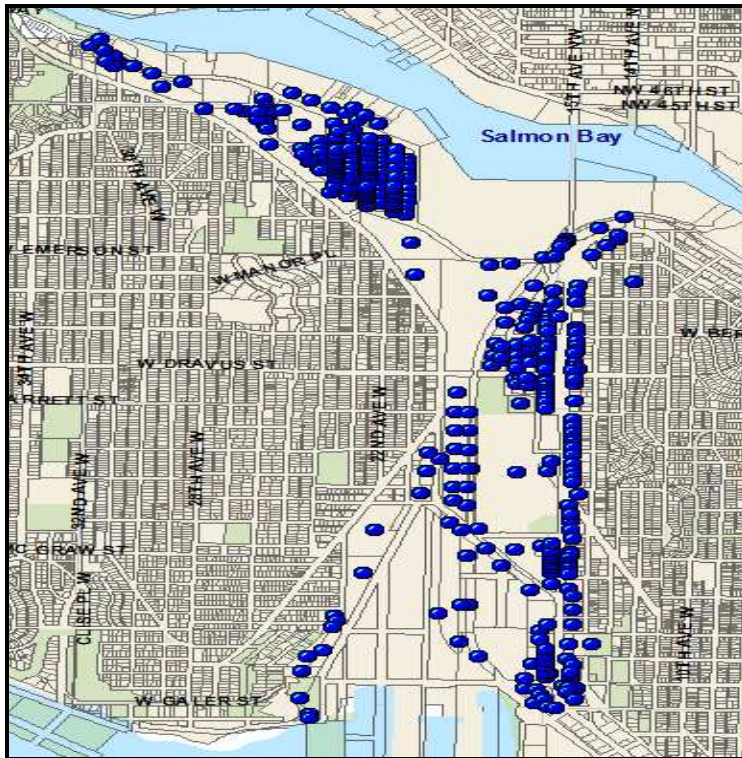 15TH AVE NW
14TH AVE N
NW 46TH ST
NW 45TH ST
Salmon Bay
30TH AVE W
W EMERSON ST
W MANOR PL
34TH AVE W
W BER
W DRAVUS ST
ARRETT ST
22ND AVE W
28TH AVE W
32ND AVE W
MC GRAW ST
CLISE PL W
10TH AVE W
W GALER ST